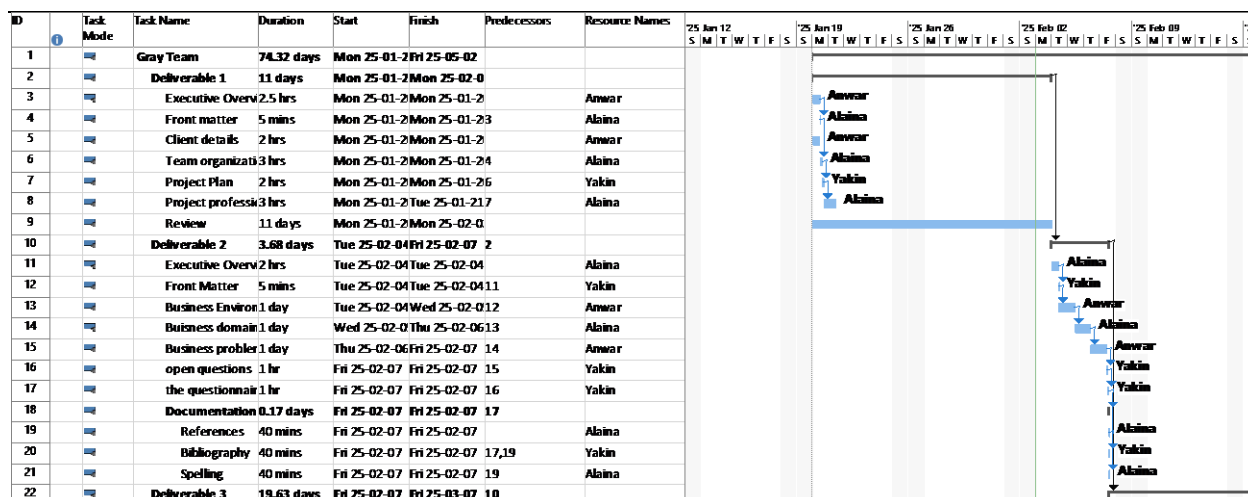 ID Task Mode Task Name Duration Start Finish Predecessors Resource Names '25 Jan 12 '25 Jan 19 '25 Jan 26 '25 Feb 02 '25 Feb 09
S M T W T F S S M T W T F S S M T W T F S S M T W T F S S M T W T F S
1 Gray Team 74.32 days Mon 25-01-2 Fri 25-05-02
2 Deliverable 1 11 days Mon 25-01-2 Mon 25-02-0
3 Executive Overvi 2.5 hrs Mon 25-01-2 Mon 25-01-2 Anwar Anwar
4 Front matter 5 mins Mon 25-01-2 Mon 25-01-2 3 Alaina Alaina
5 Client details 2 hrs Mon 25-01-2 Mon 25-01-2 Anwar Anwar
6 Team organizati 3 hrs Mon 25-01-2 Mon 25-01-2 4 Alaina Alaina
7 Project Plan 2 hrs Mon 25-01-2 Mon 25-01-2 6 Yakin Yakin
8 Project professi 3 hrs Mon 25-01-2 Tue 25-01-21 7 Alaina Alaina
9 Review 11 days Mon 25-01-2 Mon 25-02-0
10 Deliverable 2 3.68 days Tue 25-02-04 Fri 25-02-07 2
11 Executive Overvi 2 hrs Tue 25-02-04 Tue 25-02-04 Alaina Alaina
12 Front Matter 5 mins Tue 25-02-04 Tue 25-02-04 11 Yakin Yakin
13 Business Environ 1 day Tue 25-02-04 Wed 25-02-0 12 Anwar Anwar
14 Buisness domain 1 day Wed 25-02-0 Thu 25-02-06 13 Alaina Alaina
15 Business probler 1 day Thu 25-02-06 Fri 25-02-07 14 Anwar Anwar
16 open questions 1 hr Fri 25-02-07 Fri 25-02-07 15 Yakin Yakin
17 the questionnair 1 hr Fri 25-02-07 Fri 25-02-07 16 Yakin Yakin
18 Documentation 0.17 days Fri 25-02-07 Fri 25-02-07 17
19 References 40 mins Fri 25-02-07 Fri 25-02-07 Alaina Alaina
20 Bibliography 40 mins Fri 25-02-07 Fri 25-02-07 17,19 Yakin Yakin
21 Spelling 40 mins Fri 25-02-07 Fri 25-02-07 19 Alaina Alaina
22 Deliverable 3 19.63 days Fri 25-02-07 Fri 25-03-07 10